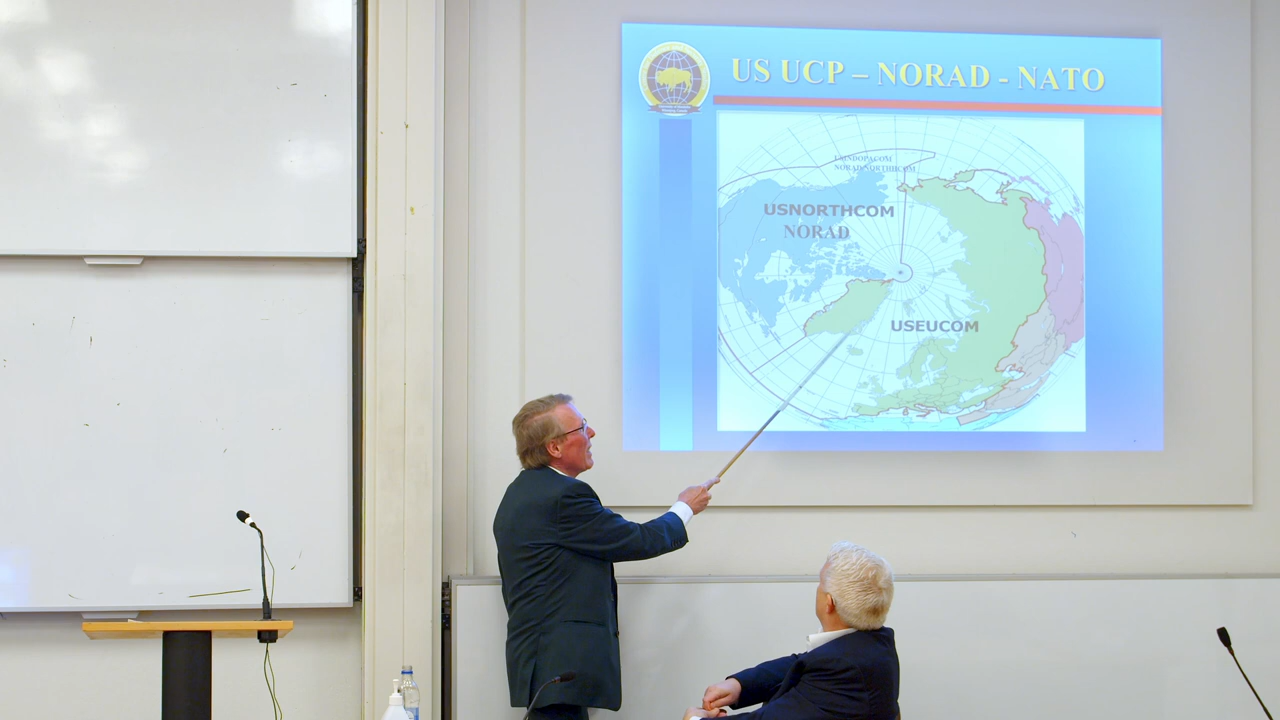 US UCP – NORAD - NATO
USINDOPACOM
NORAD/NORTHCOM
USNORTHCOM
NORAD
USEUCOM